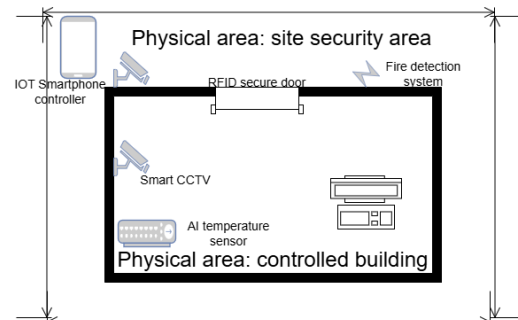 Physical area: site security area
IOT Smartphone
controller
RFID secure door
Fire detection
system
Smart CCTV
AI temperature
sensor
Physical area: controlled building